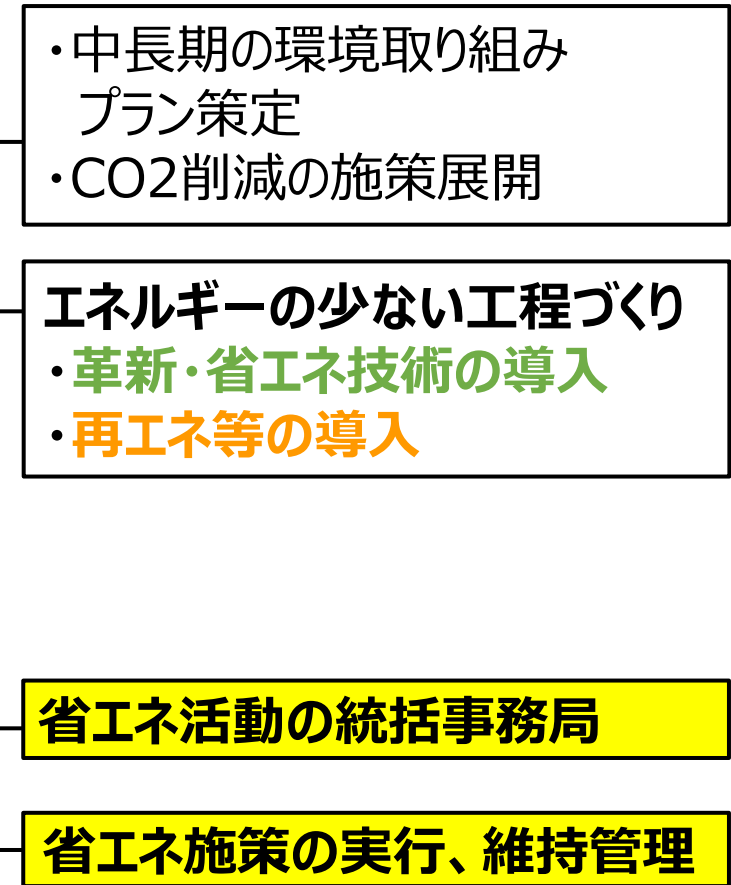 ・中長期の環境取り組み
プラン策定
・CO2削減の施策展開
エネルギーの少ない工程づくり
・革新・省エネ技術の導入
・再エネ等の導入
省エネ活動の統括事務局
省エネ施策の実行、維持管理